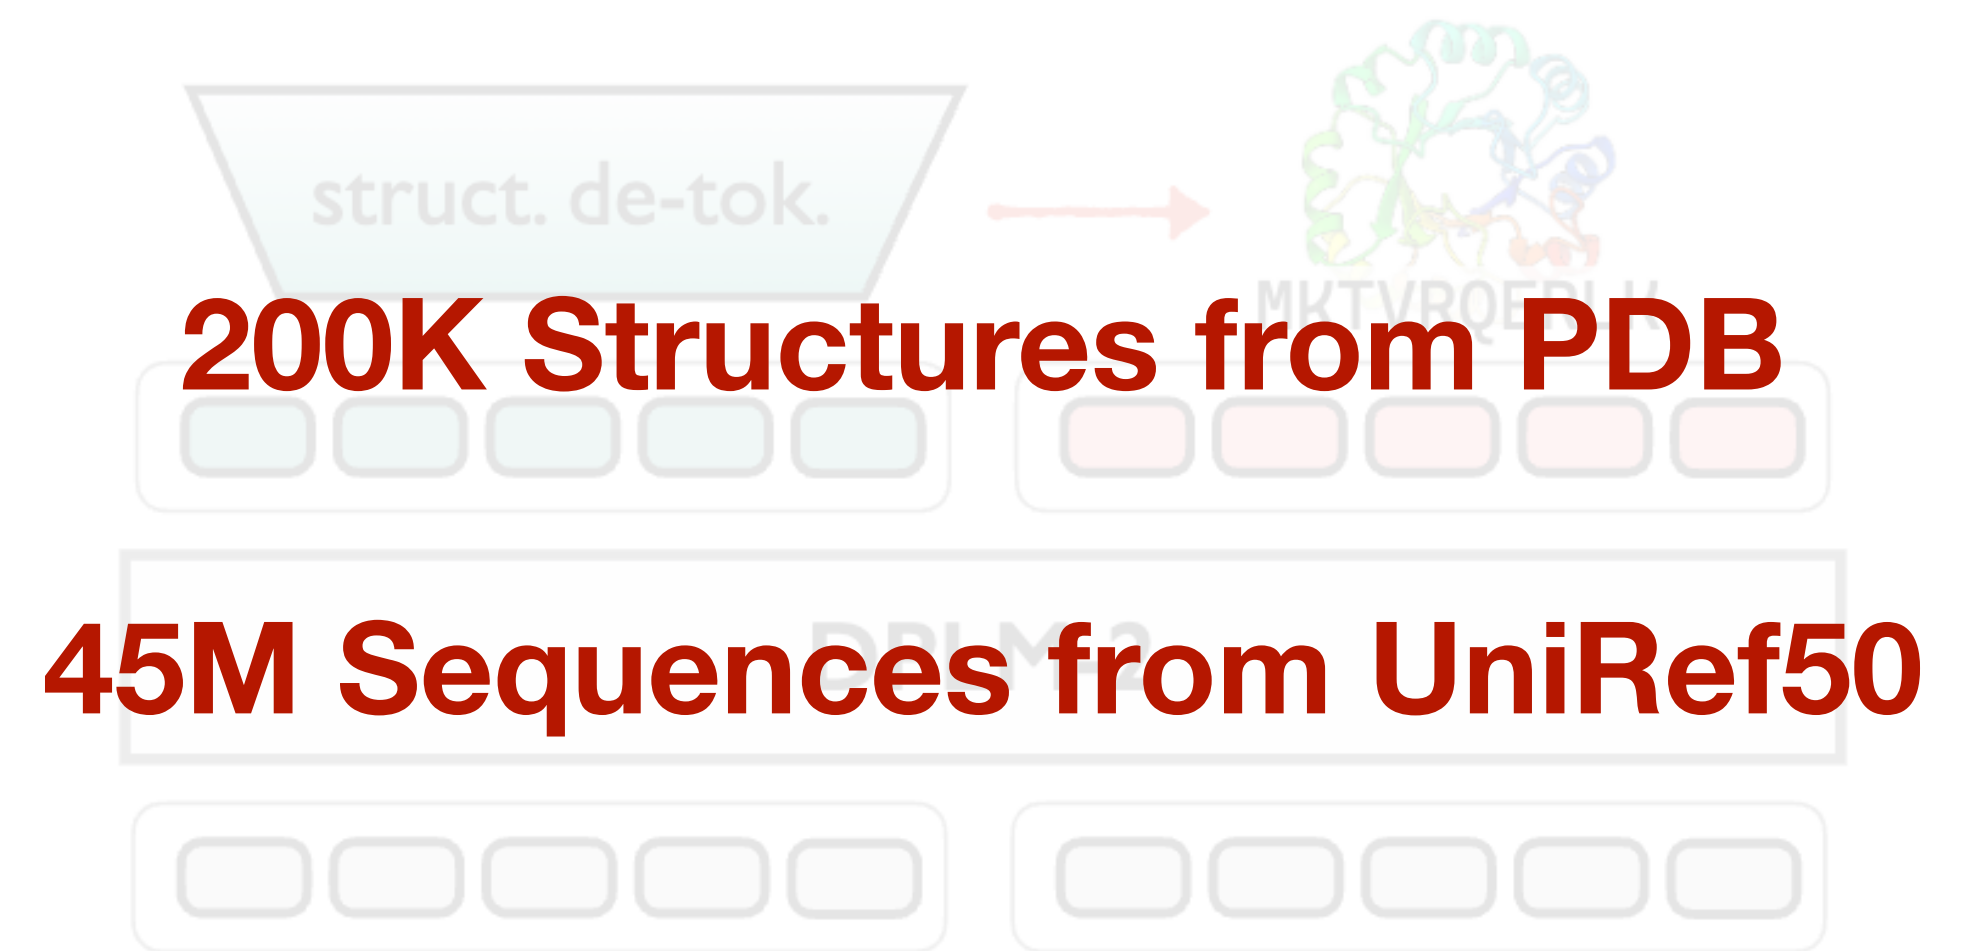 struct. de-tok.
MKTVRQERLK
200K Structures from PDB
DPLM-2
45M Sequences from UniRef50